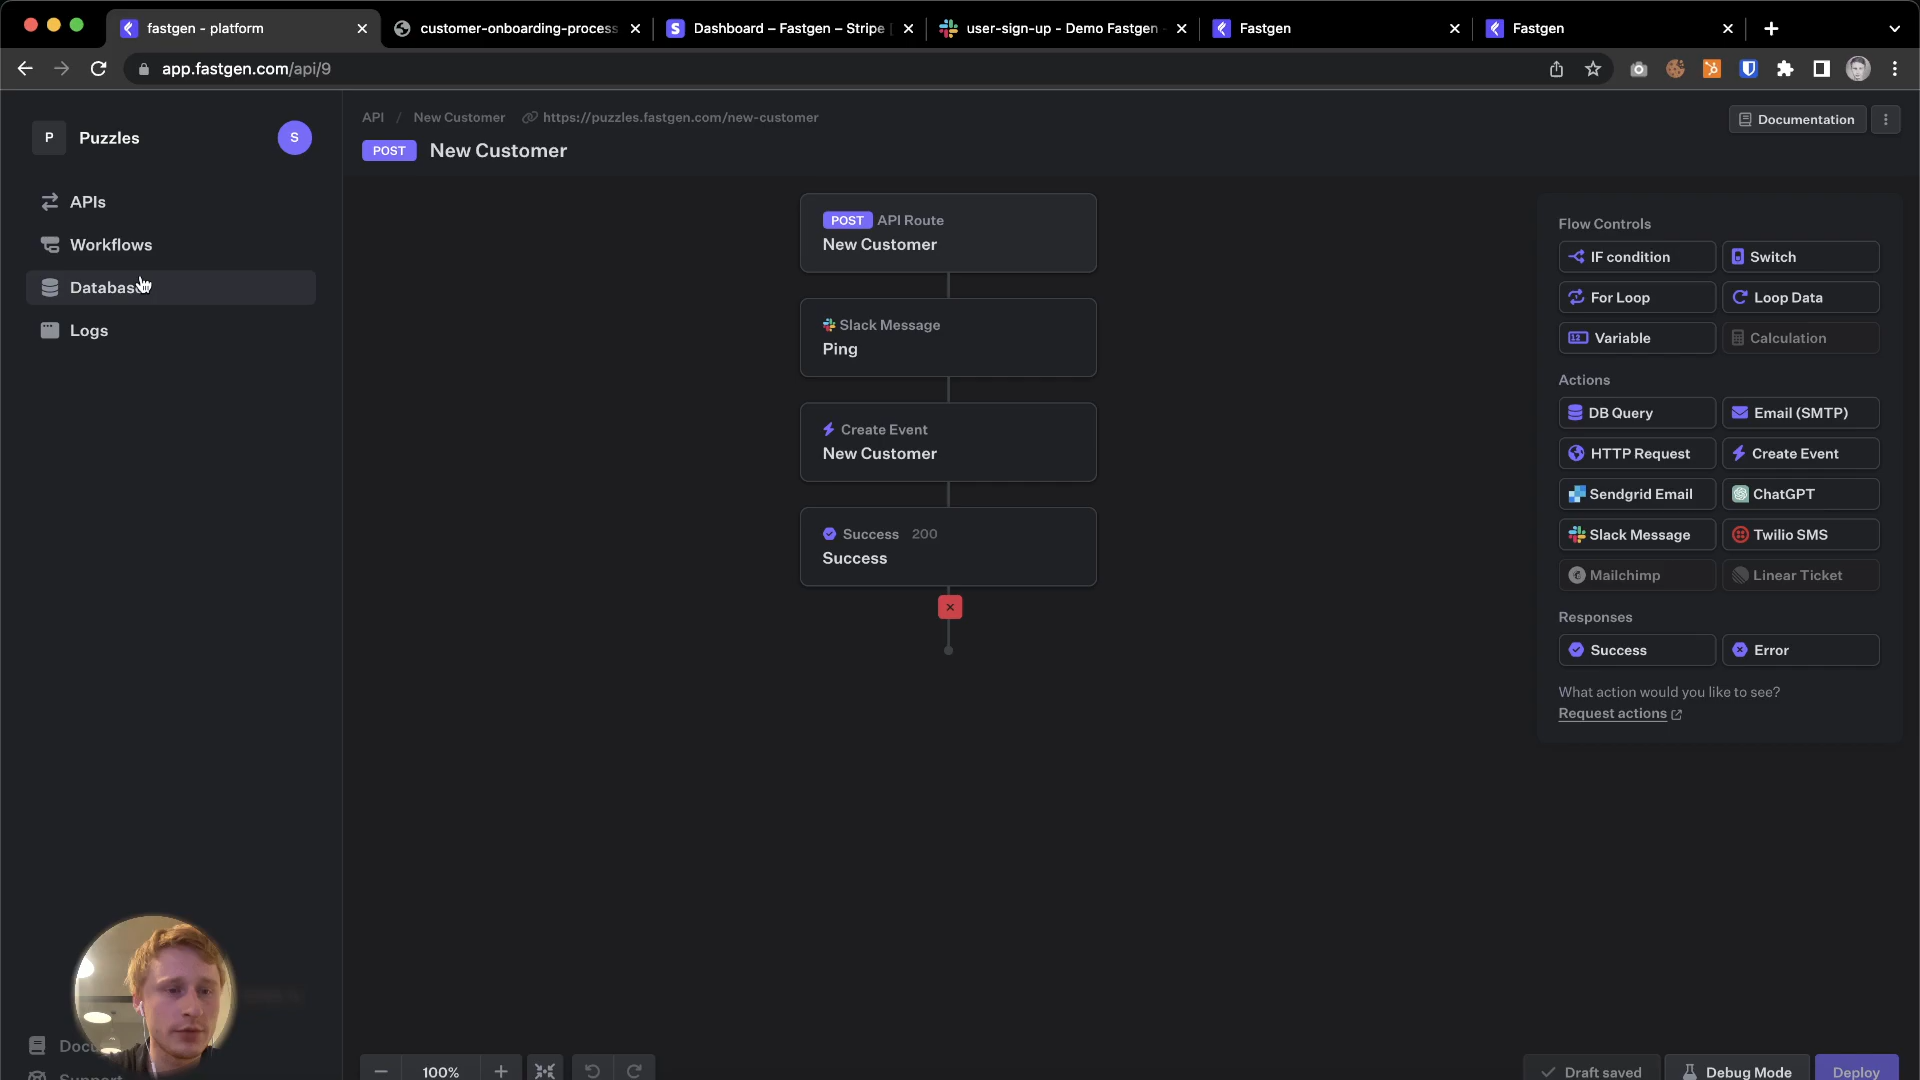 fastgen - platform
customer-onboarding-process
Dashboard – Fastgen – Stripe
user-sign-up - Demo Fastgen
Fastgen
Fastgen
app.fastgen.com/api/9
P
Puzzles
S
APIs
Workflows
Database
Logs
API / New Customer https://puzzles.fastgen.com/new-customer
POST New Customer
Documentation
POST API Route
New Customer
Slack Message
Ping
Create Event
New Customer
Success 200
Success
Flow Controls
IF condition
Switch
For Loop
Loop Data
Variable
Calculation
Actions
DB Query
Email (SMTP)
HTTP Request
Create Event
Sendgrid Email
ChatGPT
Slack Message
Twilio SMS
Mailchimp
Linear Ticket
Responses
Success
Error
What action would you like to see?
Request actions
100%
Draft saved
Debug Mode
Deploy